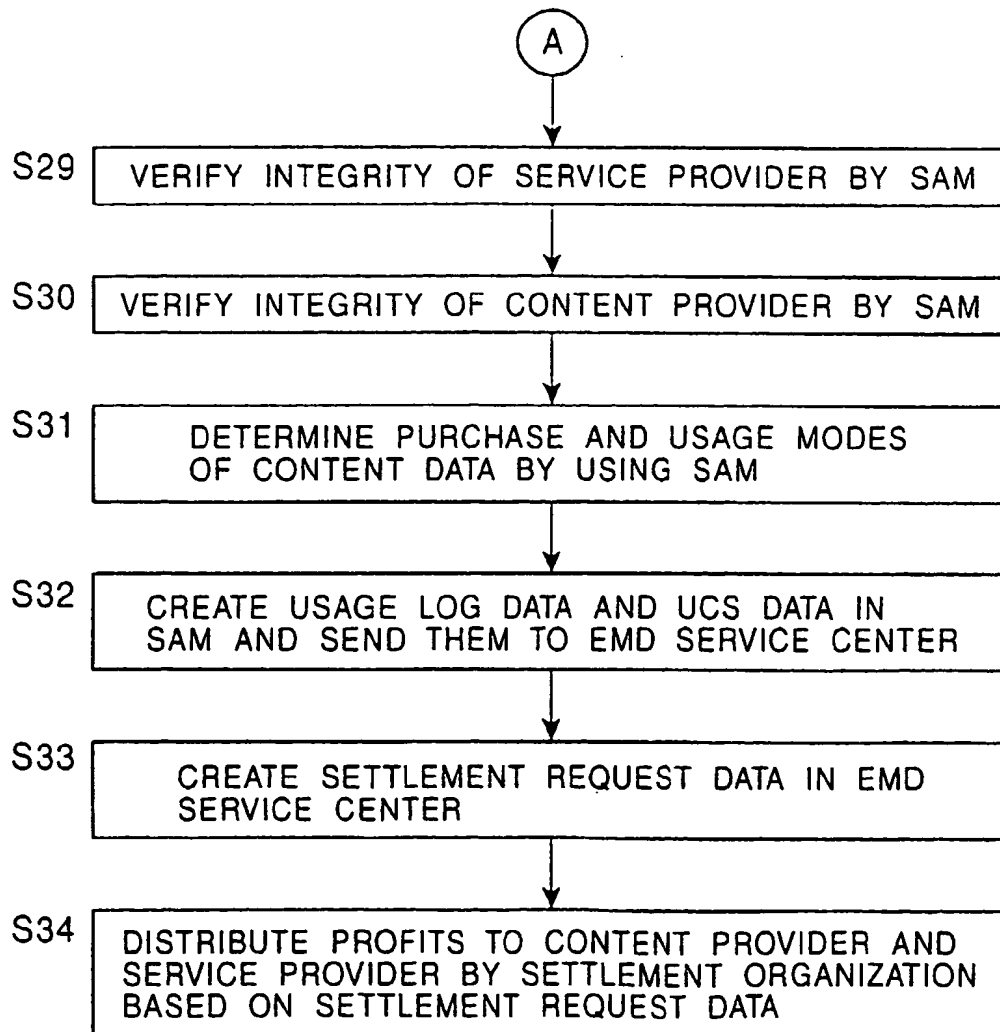 A
S29
VERIFY INTEGRITY OF SERVICE PROVIDER BY SAM
S30
VERIFY INTEGRITY OF CONTENT PROVIDER BY SAM
S31
DETERMINE PURCHASE AND USAGE MODES
OF CONTENT DATA BY USING SAM
S32
CREATE USAGE LOG DATA AND UCS DATA IN
SAM AND SEND THEM TO EMD SERVICE CENTER
S33
CREATE SETTLEMENT REQUEST DATA IN EMD
SERVICE CENTER
S34
DISTRIBUTE PROFITS TO CONTENT PROVIDER AND
SERVICE PROVIDER BY SETTLEMENT ORGANIZATION
BASED ON SETTLEMENT REQUEST DATA